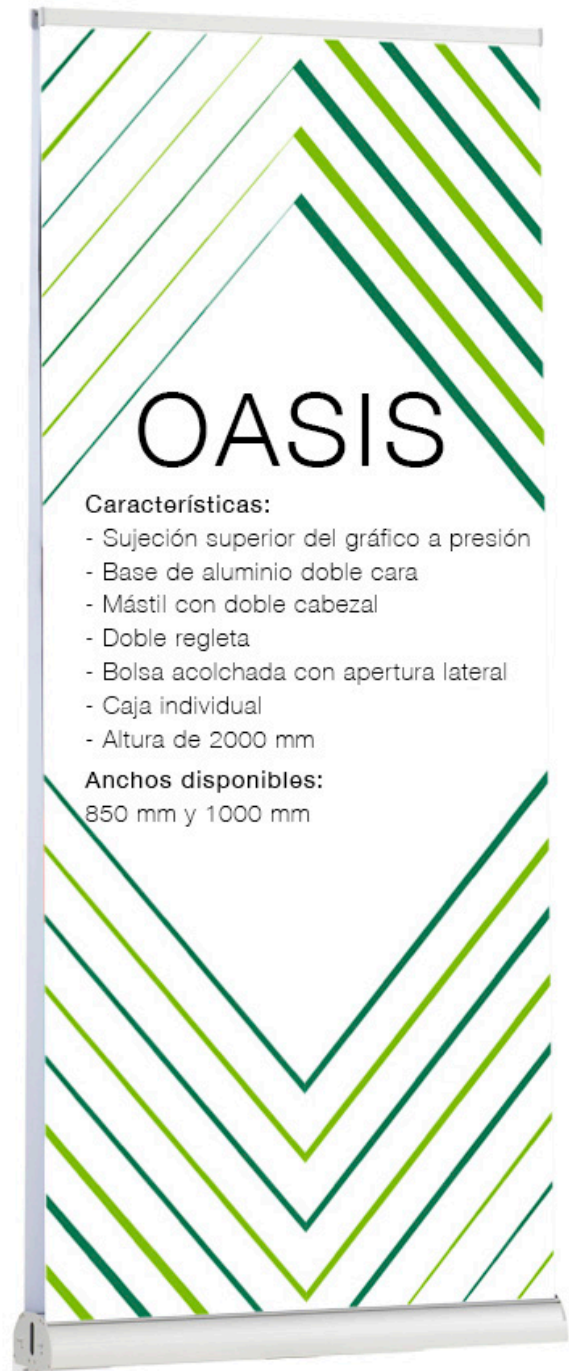 OASIS
Características:
- Sujeción superior del gráfico a presión
- Base de aluminio doble cara
- Mástil con doble cabezal
- Doble regleta
- Bolsa acolchada con apertura lateral
- Caja individual
- Altura de 2000 mm
Anchos disponibles:
850 mm y 1000 mm